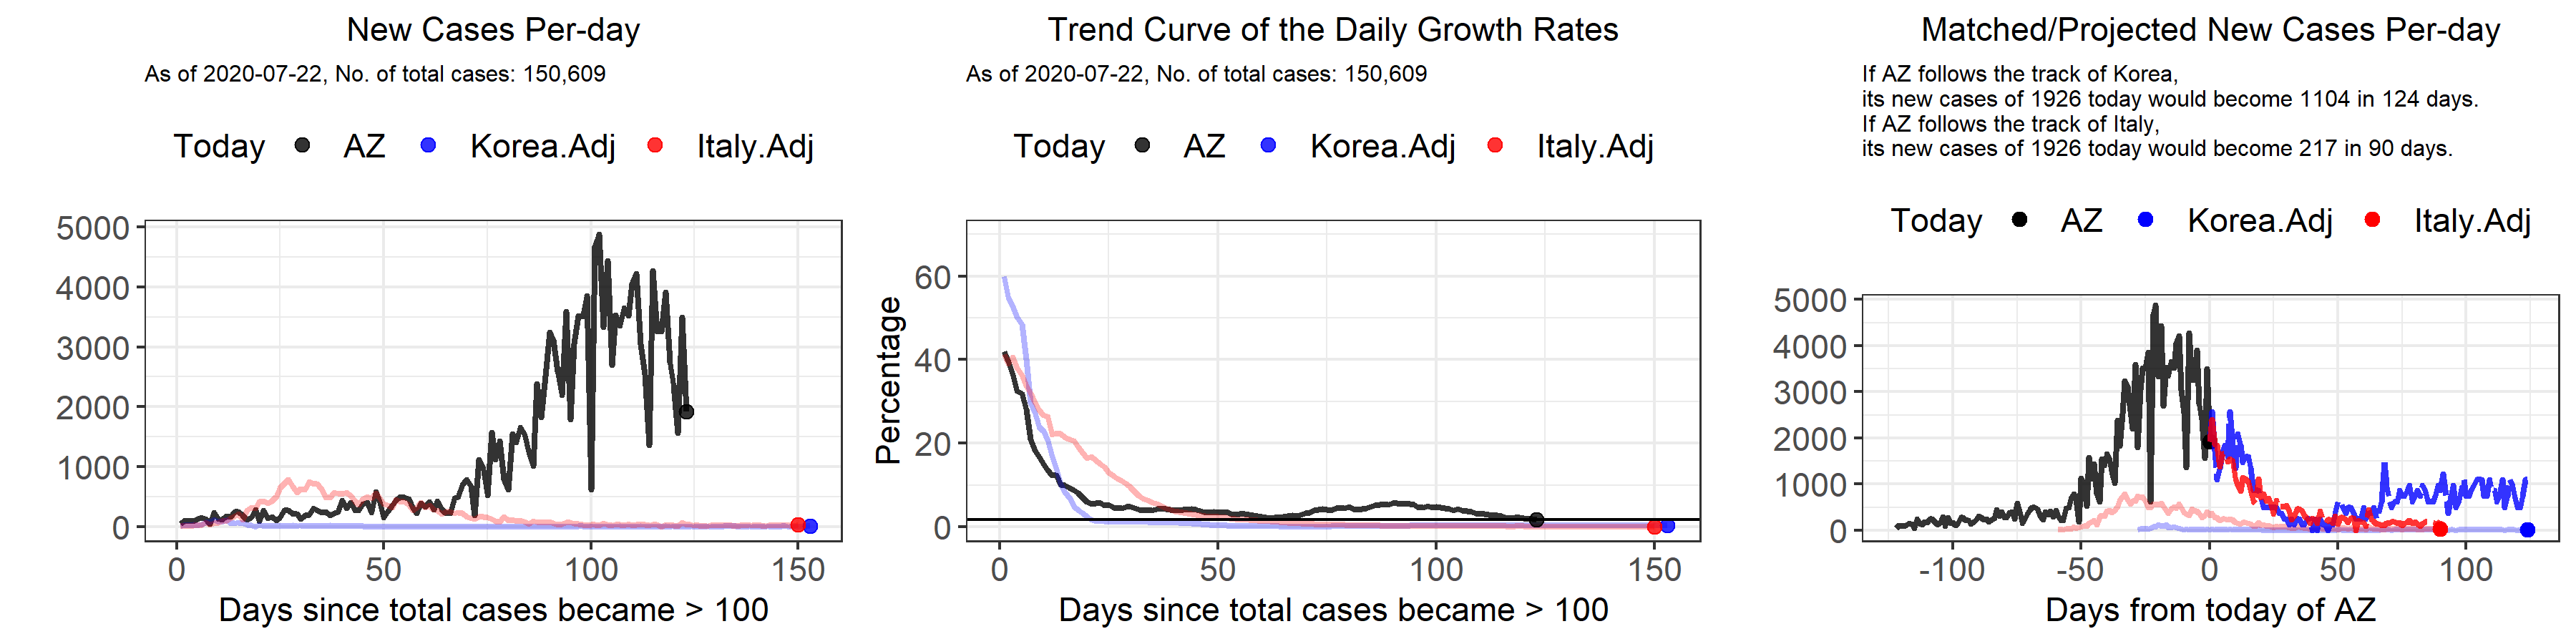 New Cases Per-day
As of 2020-07-22, No. of total cases: 150,609
Today AZ Korea.Adj Italy.Adj
5000
4000
3000
2000
1000
0
0 50 100 150
Days since total cases became > 100
Trend Curve of the Daily Growth Rates
As of 2020-07-22, No. of total cases: 150,609
Today AZ Korea.Adj Italy.Adj
Percentage
60
40
20
0
0 50 100 150
Days since total cases became > 100
Matched/Projected New Cases Per-day
If AZ follows the track of Korea,
its new cases of 1926 today would become 1104 in 124 days.
If AZ follows the track of Italy,
its new cases of 1926 today would become 217 in 90 days.
Today AZ Korea.Adj Italy.Adj
5000
4000
3000
2000
1000
0
-100 -50 0 50 100
Days from today of AZ